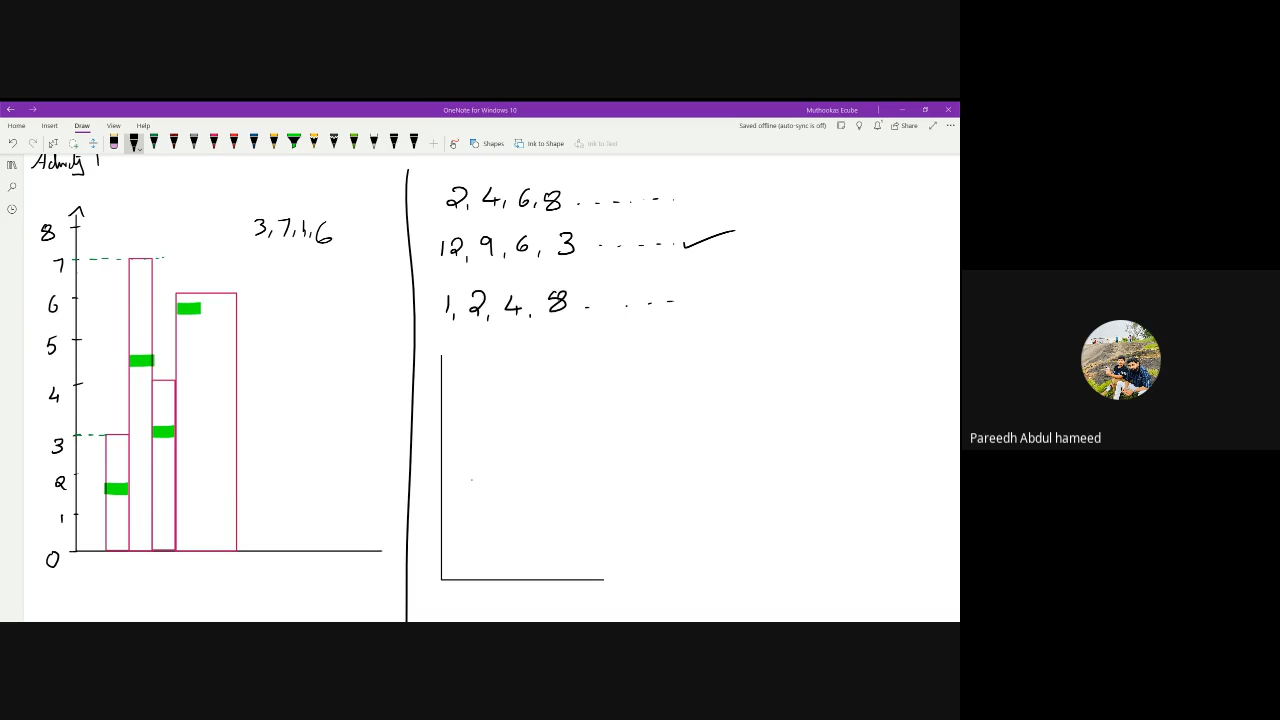 OneNote for Windows 10
Muthookas Ecube
Home Insert Draw View Help
Saved offline (auto-sync is off)
Share
Shapes
Ink to Shape
Ink to Text
Activity 1
8
7
6
5
4
3
2
1
0
3, 7, 4, 6
2, 4, 6, 8 . - - - - - .
12, 9, 6, 3 - - - - -
1, 2, 4, 8 - . - - -
Pareedh Abdul hameed